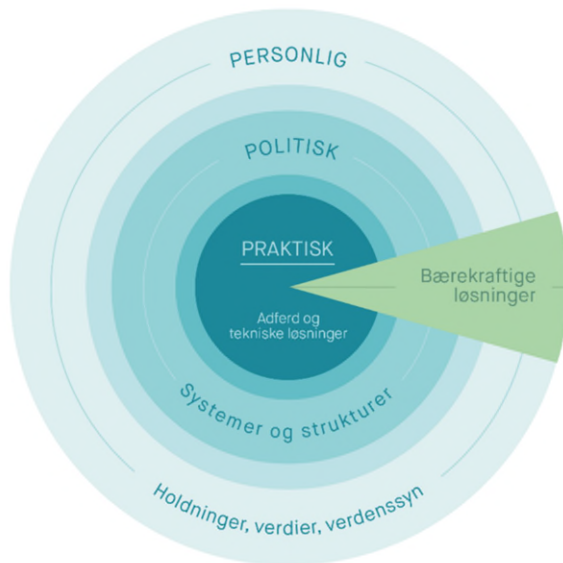 PERSONLIG
POLITISK
PRAKTISK
Adferd og
tekniske løsninger
Bærekraftige
løsninger
Systemer og strukturer
Holdninger, verdier, verdenssyn